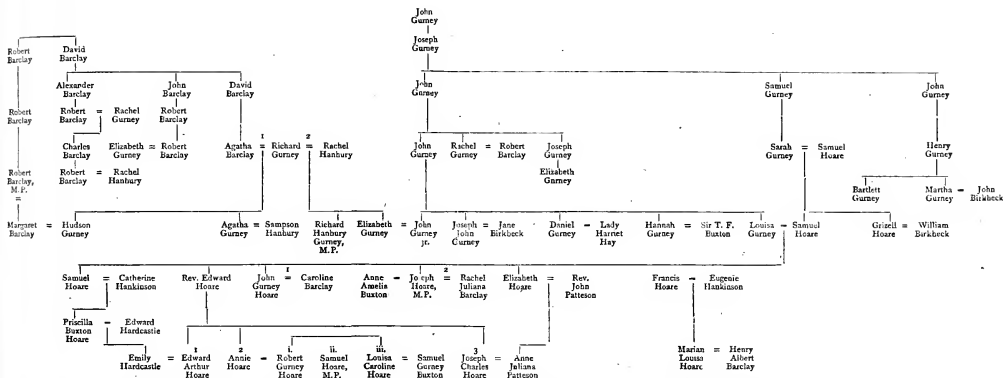 John
Gurney
Joseph
Gurney
Robert
Barclay
David
Barclay
Alexander
Barclay
John
Barclay
David
Barclay
John
Gurney
Samuel
Gurney
John
Gurney
Robert
Barclay
Robert = Rachel
Barclay Gurney
Robert
Barclay
1 2
Charles
Barclay
Elizabeth = Robert
Gurney Barclay
Agatha = Richard = Rachel
Barclay Gurney Hanbury
John
Gurney
Rachel = Robert
Gurney Barclay
Joseph
Gurney
Sarah = Samuel
Gurney Hoare
Henry
Gurney
Robert
Barclay,
M.P.
=
Robert = Rachel
Barclay Hanbury
Elizabeth
Gurney
Bartlett
Gurney
Martha = John
Gurney Birkbeck
Margaret = Hudson
Barclay Gurney
Agatha = Sampson
Gurney Hanbury
Richard
Hanbury
Gurney,
M.P.
Elizabeth = John
Gurney Gurney
jr.
Joseph = Jane
John Birkbeck
Gurney
Daniel = Lady
Gurney Harriet
Hay
Hannah = Sir T. F.
Gurney Buxton
Louisa = Samuel
Gurney Hoare
Grizell = William
Hoare Birkbeck
Samuel = Catherine
Hoare Hankinson
Rev. Edward
Hoare
1
John = Caroline
Gurney Barclay
Hoare
2
Anne = Joseph = Rachel
Amelia Hoare, Juliana
Buxton M.P. Barclay
Elizabeth = Rev.
Hoare John
Patteson
Francis = Eugenie
Hoare Hankinson
Priscilla = Edward
Buxton Hardcastle
Hoare
1 2 i. ii. iii. 3
Emily = Edward
Hardcastle Arthur
Hoare
Annie = Robert
Hoare Gurney
Hoare
Samuel
Hoare,
M.P.
Louisa = Samuel
Caroline Gurney
Hoare Buxton
Joseph = Anne
Charles Juliana
Hoare Patteson
Marian = Henry
Louisa Albert
Hoare Barclay